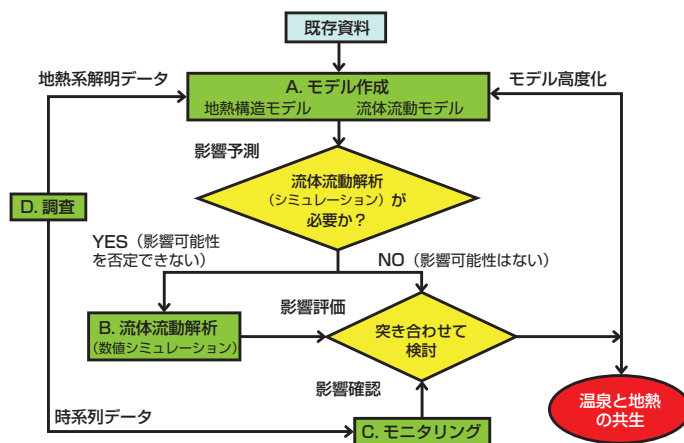 既存資料
地熱系解明データ
モデル高度化
A. モデル作成
地熱構造モデル 流体流動モデル
影響予測
流体流動解析
（シミュレーション）が
必要か？
D. 調査
YES（影響可能性
を否定できない）
NO（影響可能性はない）
影響評価
B. 流体流動解析
（数値シミュレーション）
突き合わせて
検討
影響確認
温泉と地熱
の共生
時系列データ
C. モニタリング